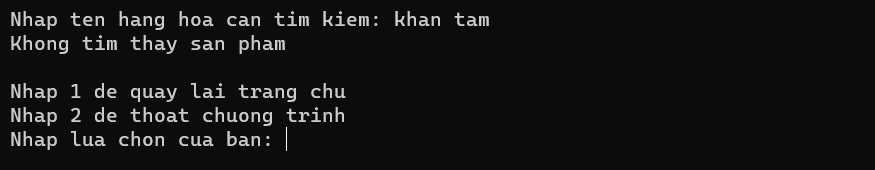 Nhap ten hang hoa can tim kiem: khan tam
Khong tim thay san pham
Nhap 1 de quay lai trang chu
Nhap 2 de thoat chuong trinh
Nhap lua chon cua ban: